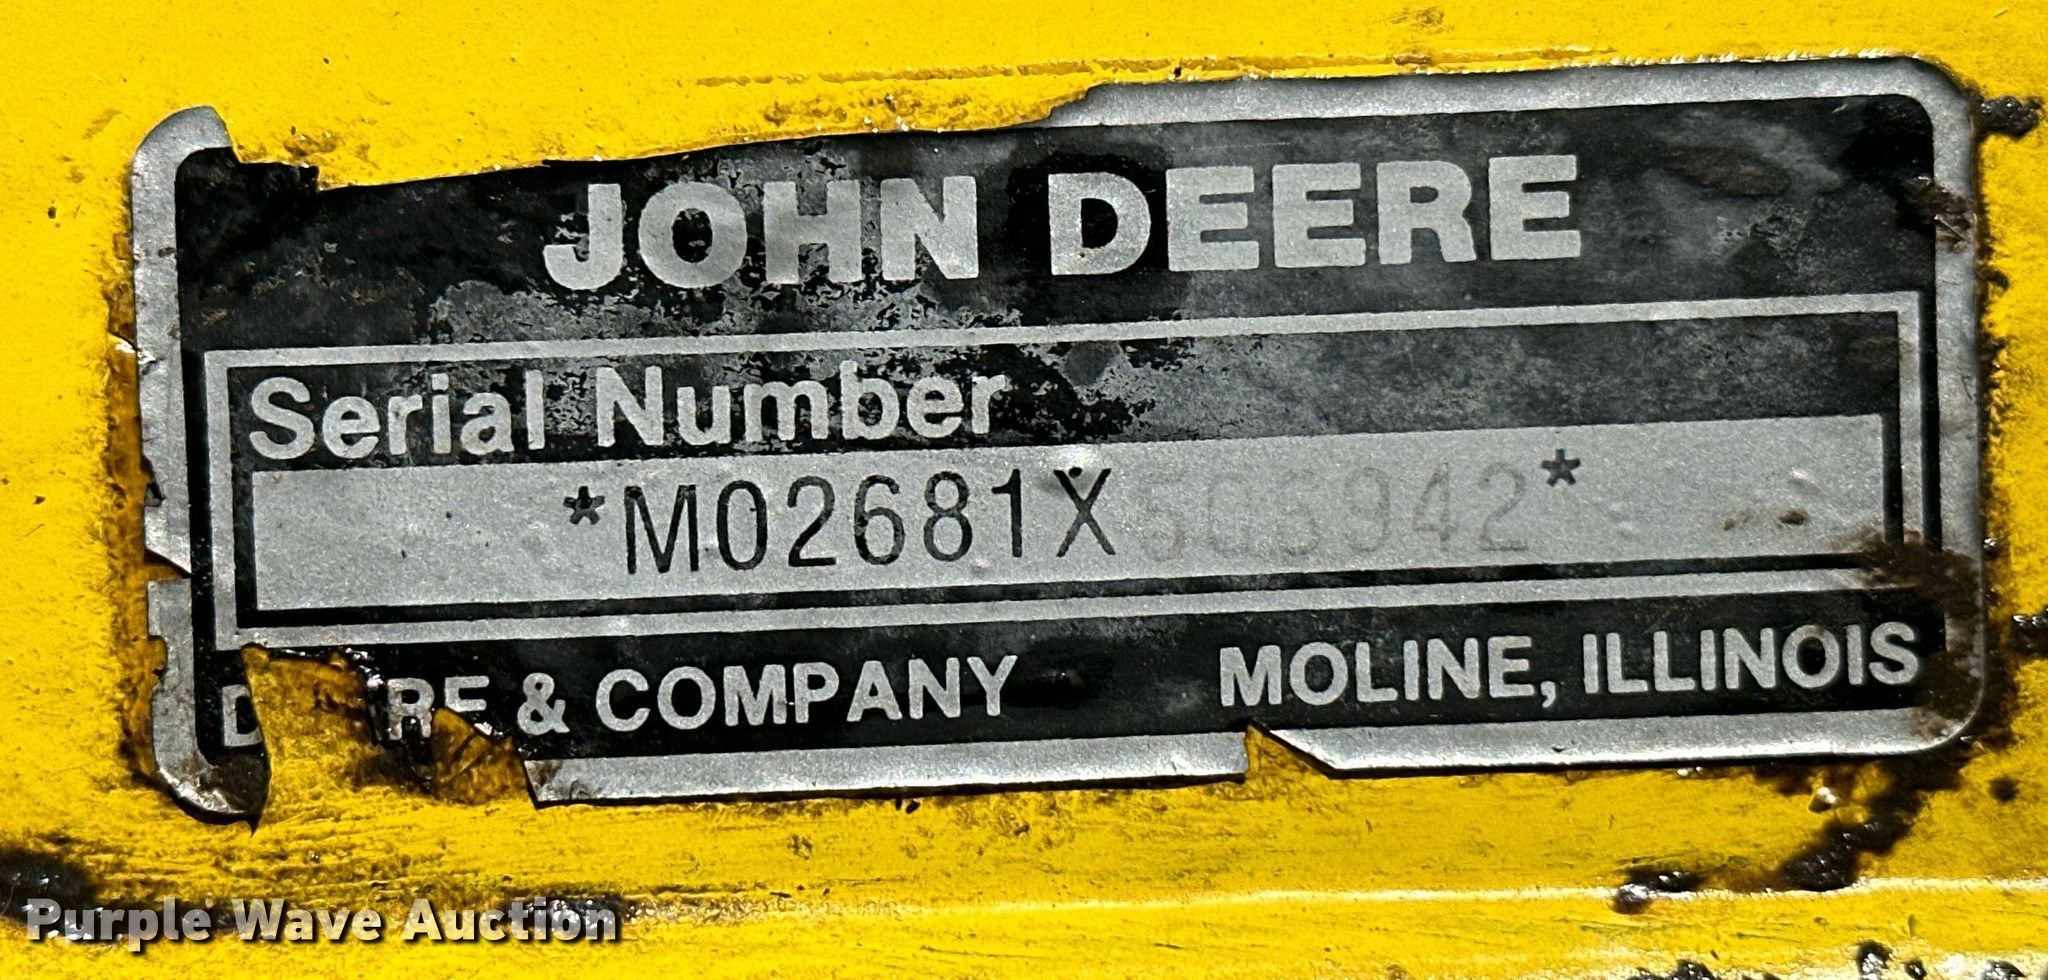 JOHN DEERE
Serial Number
*M02681X505942*
D RE & COMPANY MOLINE, ILLINOIS
Purple Wave Auction